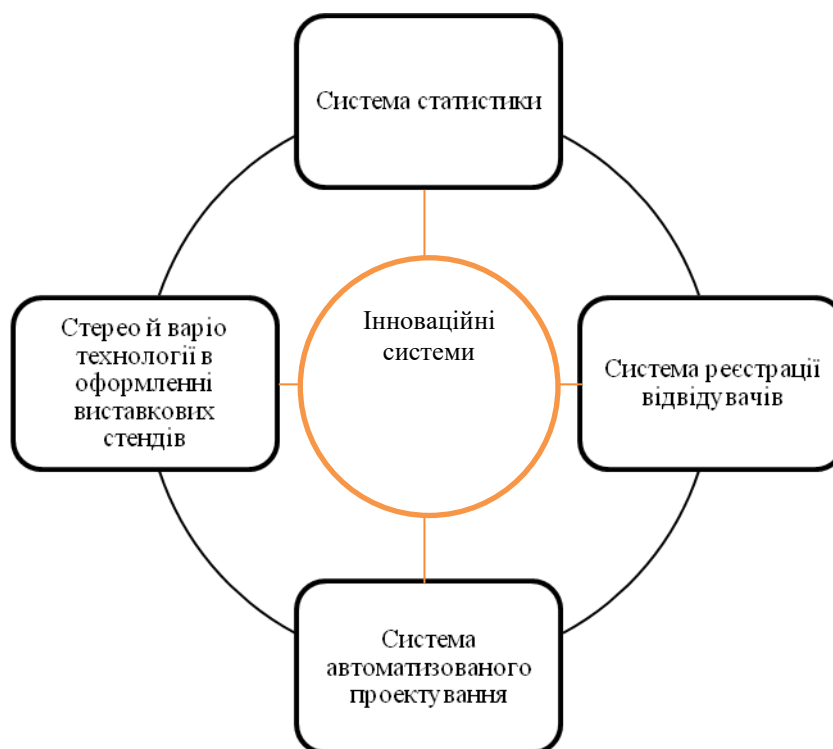 Система статистики
Інноваційні
системи
Стерео й варіо
технології в
оформленні
виставкових
стендів
Система реєстрації
відвідувачів
Система
автоматизованого
проектування